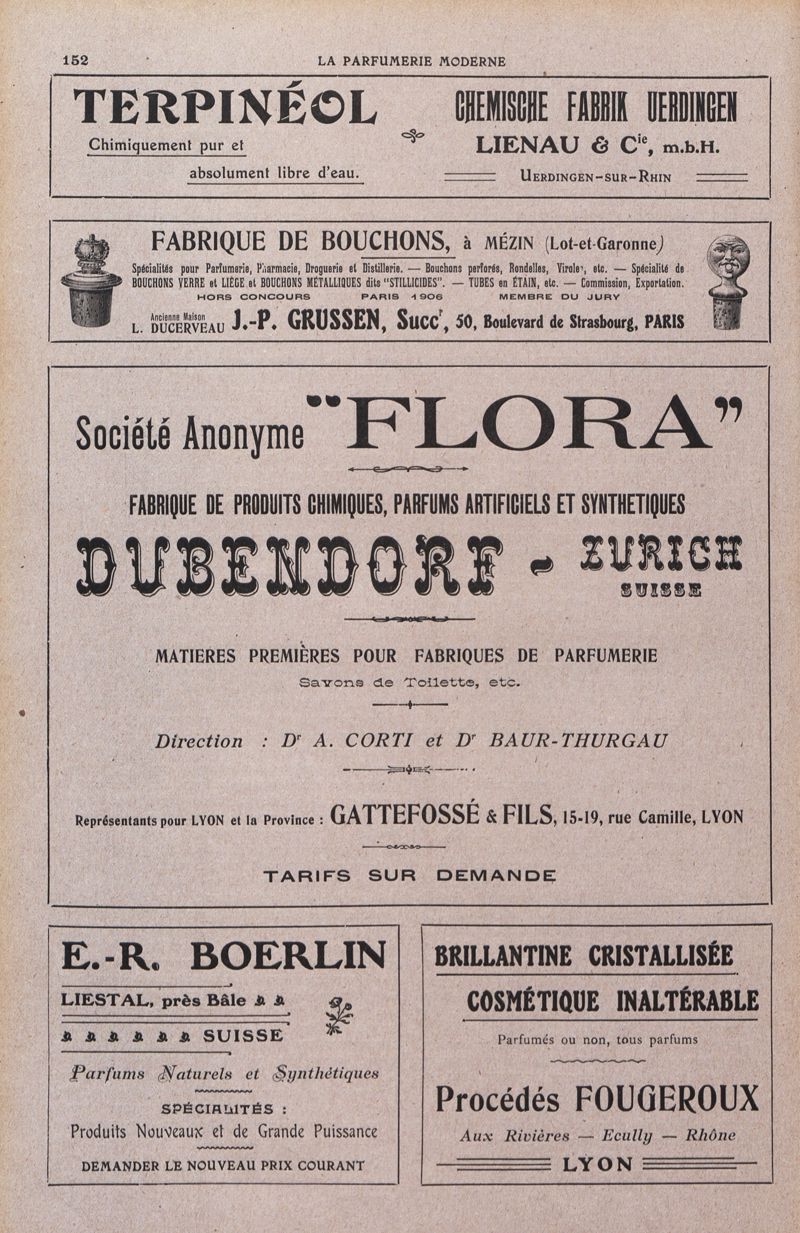 152
LA PARFUMERIE MODERNE
TERPINÉOL
Chimiquement pur et
absolument libre d'eau.
CHEMISCHE FABRIK UERDINGEN
LIENAU & Cie, m.b.H.
UERDINGEN-SUR-RHIN
FABRIQUE DE BOUCHONS, à MÉZIN (Lot-et-Garonne)
Spécialités pour Parfumerie, Pharmacie, Droguerie et Distillerie. — Bouchons perforés, Rondelles, Viroles, etc. — Spécialité de
BOUCHONS VERRE et LIÈGE et BOUCHONS MÉTALLIQUES dits "STILLICIDES". — TUBES en ÉTAIN, etc. — Commission, Exportation.
HORS CONCOURS PARIS 1906 MEMBRE DU JURY
Ancienne Maison
L. DUCERVEAU J.-P. GRUSSEN, Succr, 50, Boulevard de Strasbourg, PARIS
Société Anonyme "FLORA"
FABRIQUE DE PRODUITS CHIMIQUES, PARFUMS ARTIFICIELS ET SYNTHETIQUES
DUBENDORF - ZURICH
SUISSE
MATIERES PREMIÈRES POUR FABRIQUES DE PARFUMERIE
Savons de Toilette, etc.
Direction : Dr A. CORTI et Dr BAUR-THURGAU
Représentants pour LYON et la Province : GATTEFOSSÉ & FILS, 15-19, rue Camille, LYON
TARIFS SUR DEMANDE
E.-R. BOERLIN
LIESTAL, près Bâle
SUISSE
Parfums Naturels et Synthétiques
SPÉCIALITÉS :
Produits Nouveaux et de Grande Puissance
DEMANDER LE NOUVEAU PRIX COURANT
BRILLANTINE CRISTALLISÉE
COSMÉTIQUE INALTÉRABLE
Parfumés ou non, tous parfums
Procédés FOUGEROUX
Aux Rivières — Ecully — Rhône
LYON